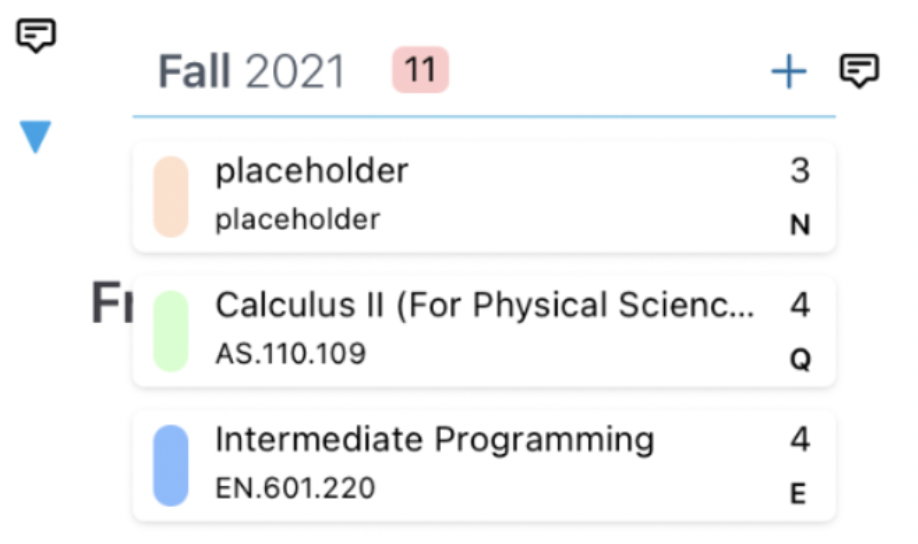 Fall 2021 11 +
placeholder 3
placeholder N
Fr
Calculus II (For Physical Scienc... 4
AS.110.109 Q
Intermediate Programming 4
EN.601.220 E